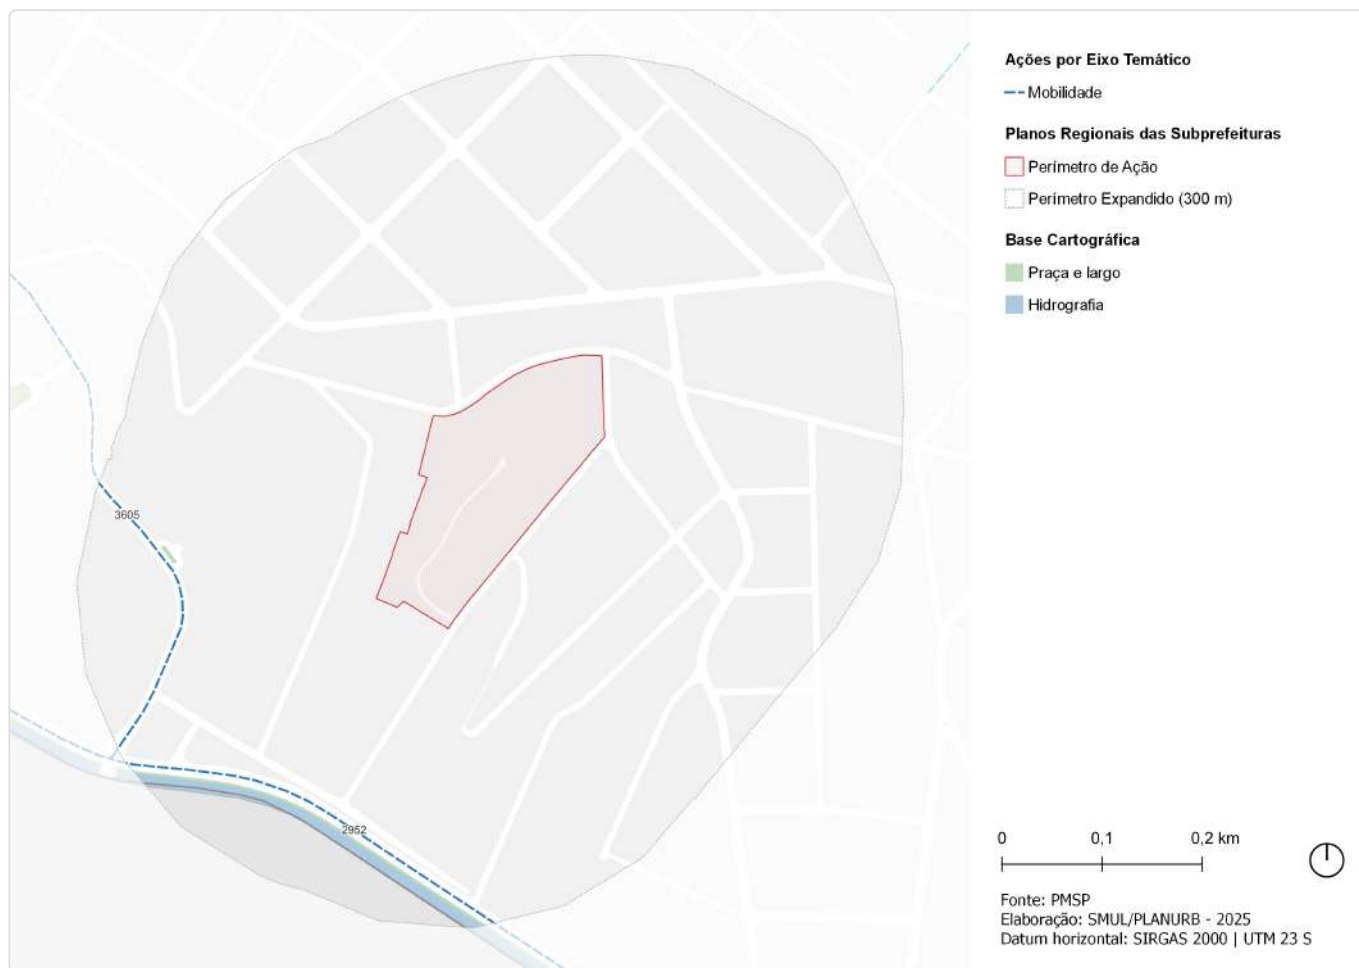 Ações por Eixo Temático
Mobilidade
Planos Regionais das Subprefeituras
Perímetro de Ação
Perímetro Expandido (300 m)
Base Cartográfica
Praça e largo
Hidrografia
3605
2952
0 0,1 0,2 km
Fonte: PMSP
Elaboração: SMUL/PLANURB - 2025
Datum horizontal: SIRGAS 2000 | UTM 23 S